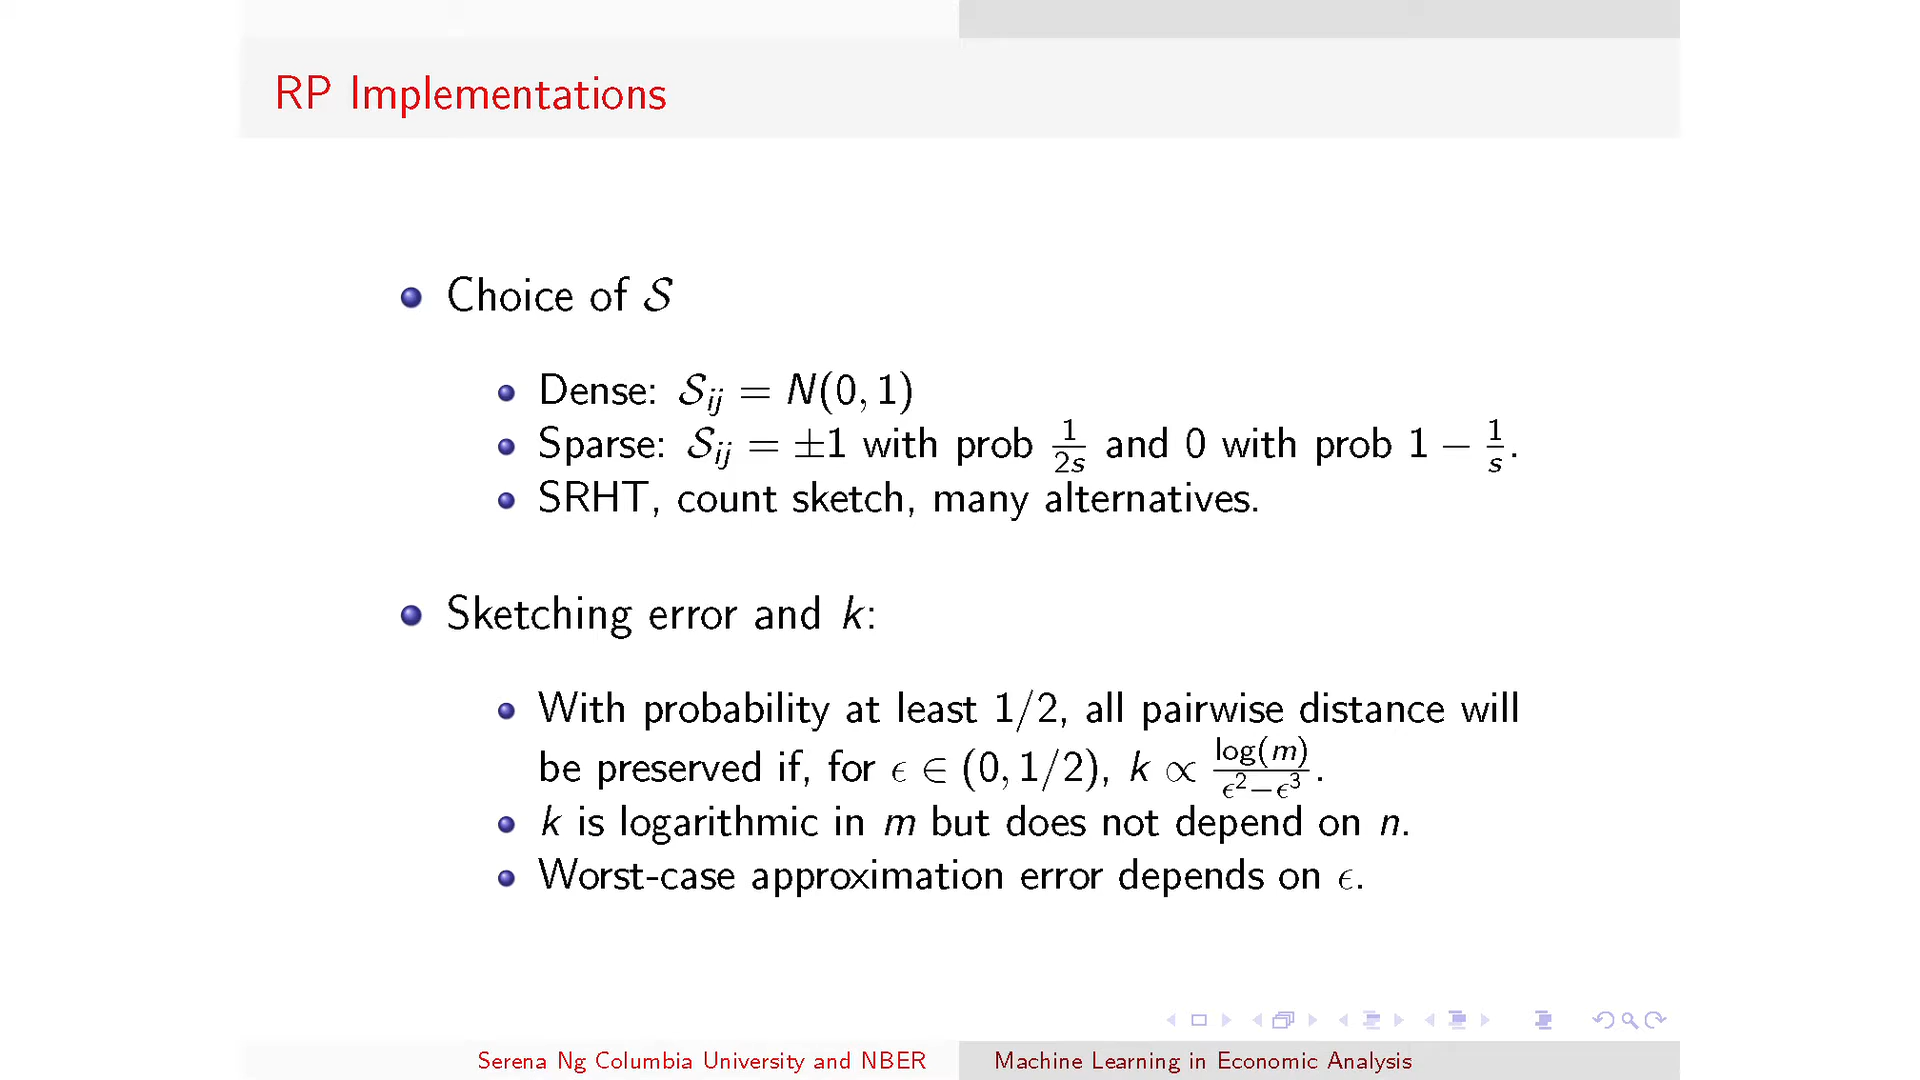 RP Implementations
Choice of 𝒮
Dense: 𝒮ᵢⱼ = N(0, 1)
Sparse: 𝒮ᵢⱼ = ±1 with prob 1/2s and 0 with prob 1 − 1/s.
SRHT, count sketch, many alternatives.
Sketching error and k:
With probability at least 1/2, all pairwise distance will
be preserved if, for ϵ ∈ (0, 1/2), k ∝ log(m)/ϵ²−ϵ³.
k is logarithmic in m but does not depend on n.
Worst-case approximation error depends on ϵ.
Serena Ng Columbia University and NBER
Machine Learning in Economic Analysis